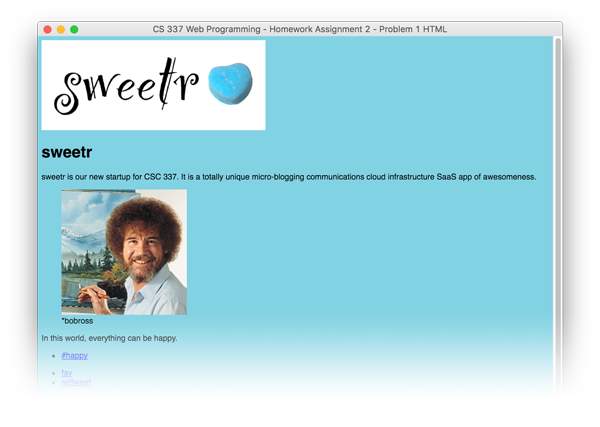 CS 337 Web Programming - Homework Assignment 2 - Problem 1 HTML
sweetr
sweetr
sweetr is our new startup for CSC 337. It is a totally unique micro-blogging communications cloud infrastructure SaaS app of awesomeness.
*bobross
In this world, everything can be happy.
#happy
fav
reSweet